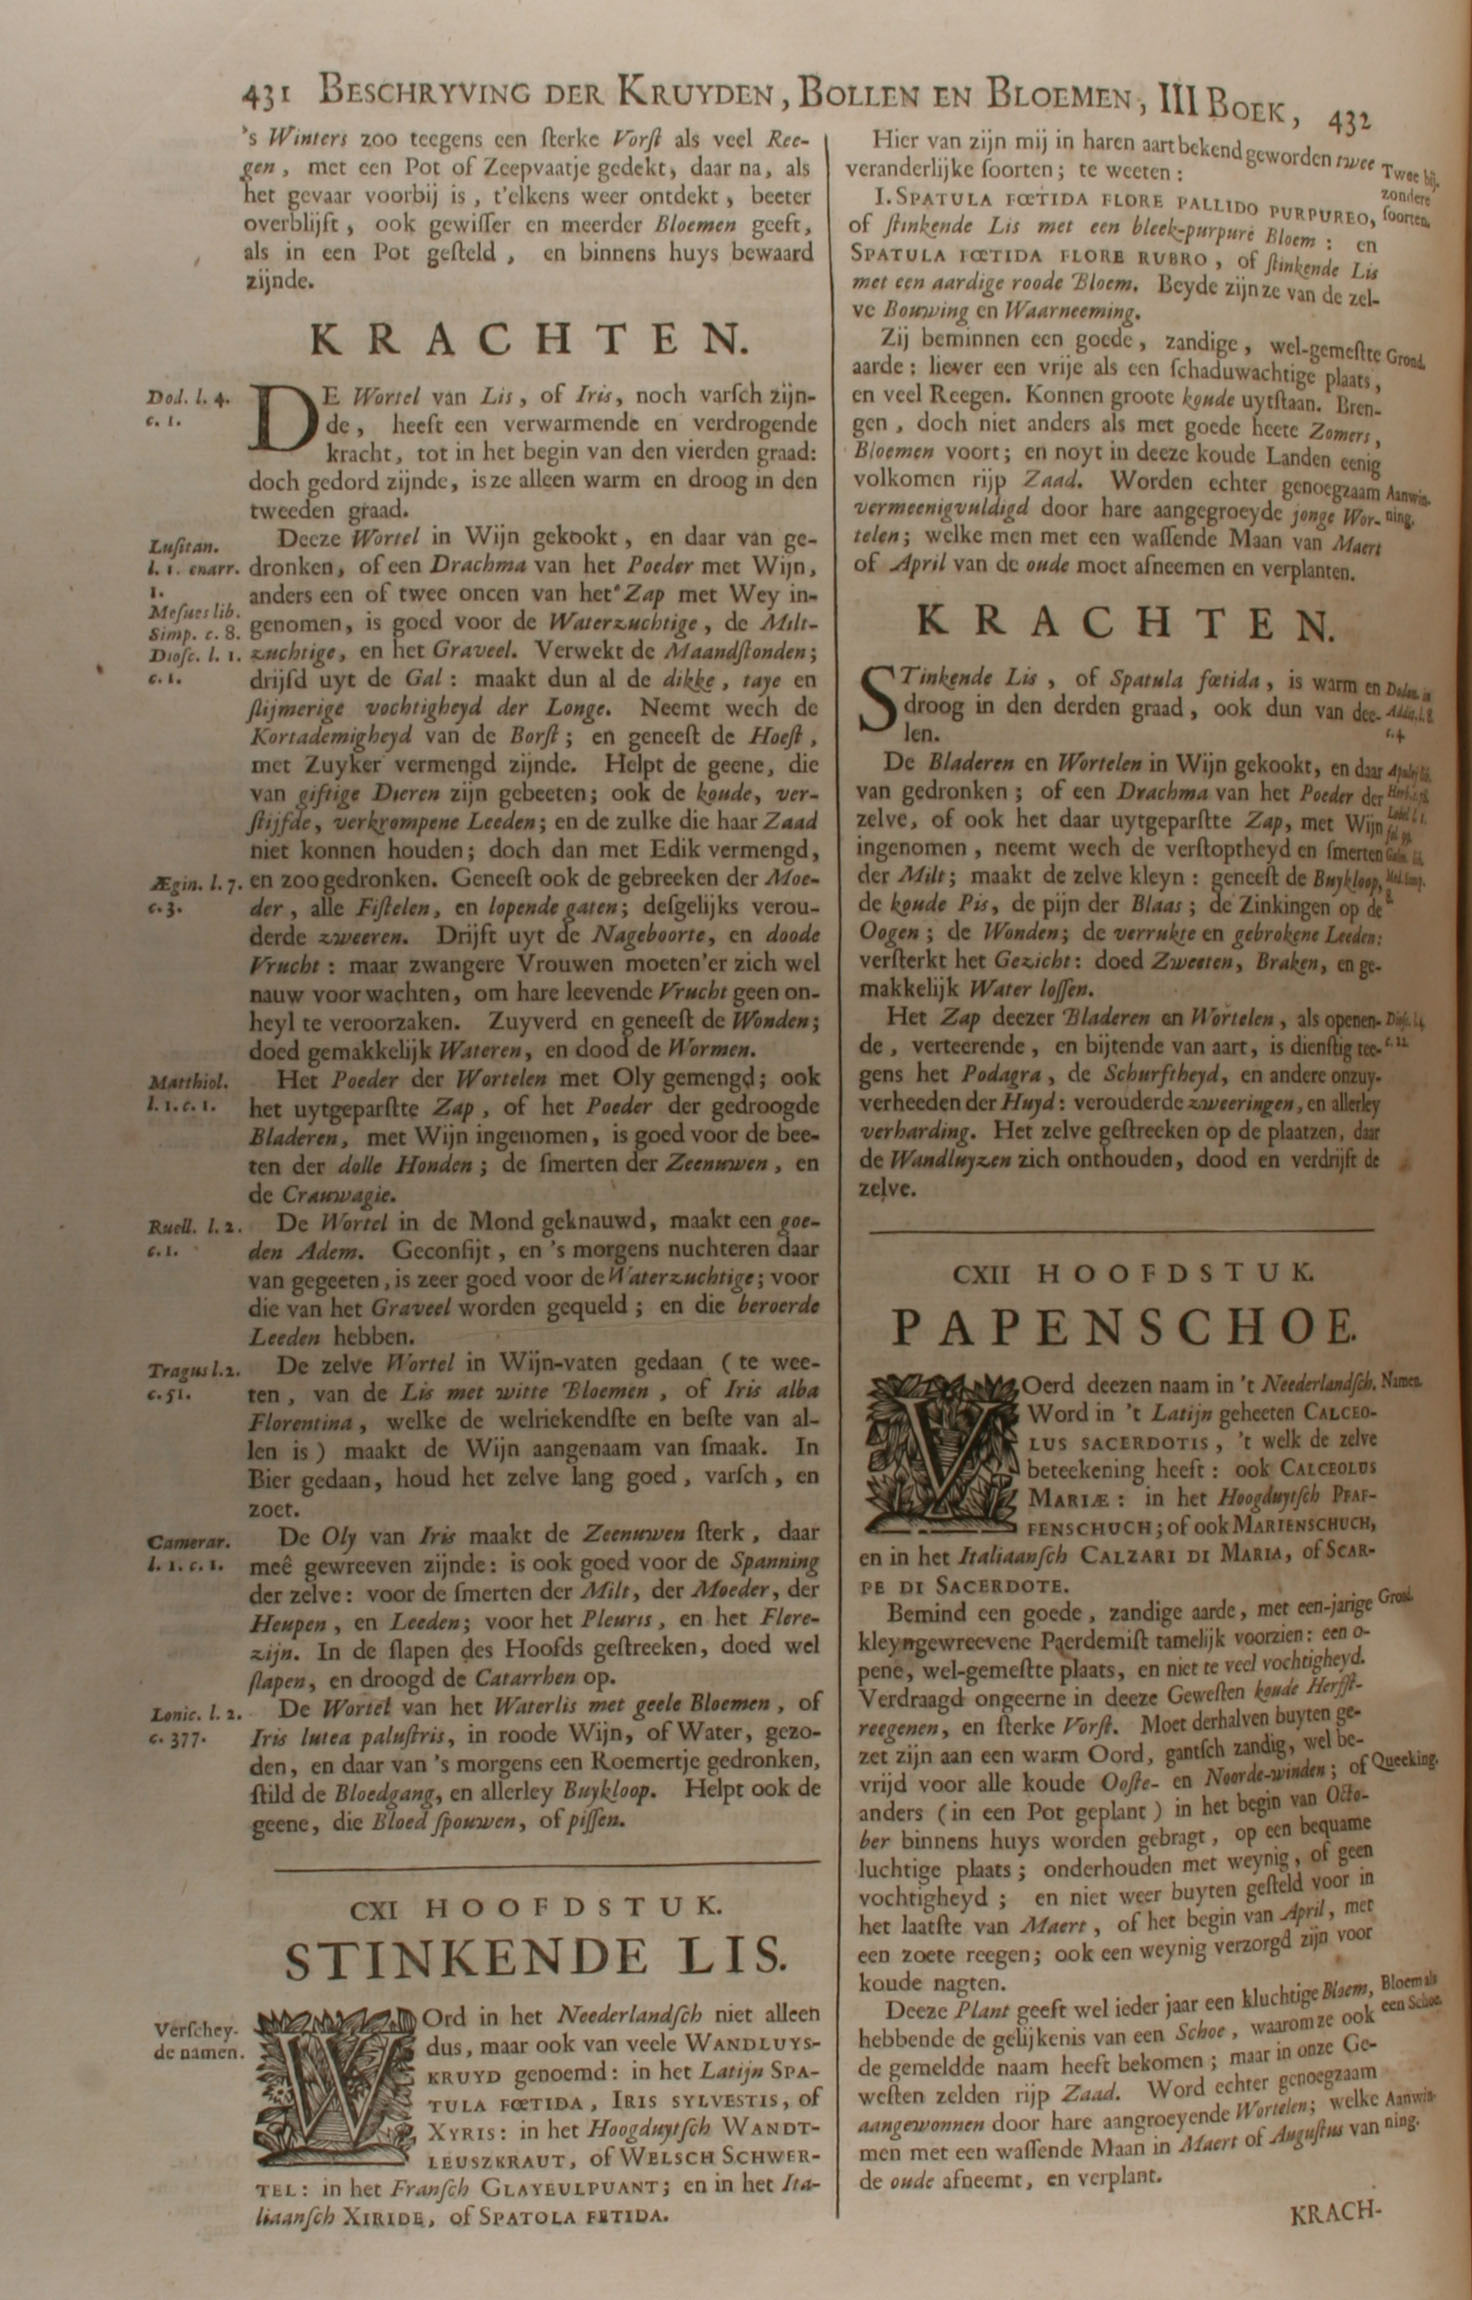 431 BESCHRYVING DER KRUYDEN, BOLLEN EN BLOEMEN, III BOEK, 432
's Winters zoo teegens een ſterke Vorſt als veel Ree-
gen, met een Pot of Zeepvaatje gedekt, daar na, als
het gevaar voorbij is, t'elkens weer ontdekt, beeter
overblijft, ook gewiſſer en meerder Bloemen geeft,
als in een Pot geſteld, en binnens huys bewaard
zijnde.
KRACHTEN.
Dod. l. 4.
c. 1.
DE Wortel van Lis, of Iris, noch varſch zijn-
de, heeft een verwarmende en verdrogende
kracht, tot in het begin van den vierden graad:
doch gedord zijnde, isze alleen warm en droog in den
tweeden graad.
Luſitan.
l. 1. enarr.
1.
Meſues lib.
Simp. c. 8.
Dioſc. l. 1.
c. 1.
Deeze Wortel in Wijn gekookt, en daar van ge-
dronken, of een Drachma van het Poeder met Wijn,
anders een of twee oncen van het Zap met Wey in-
genomen, is goed voor de Waterzuchtige, de Milt-
zuchtige, en het Graveel. Verwekt de Maandſtonden;
drijfd uyt de Gal: maakt dun al de dikke, taye en
ſlijmerige vochtigheyd der Longe. Neemt wech de
Kortademigheyd van de Borſt; en geneeſt de Hoeſt,
met Zuyker vermengd zijnde. Helpt de geene, die
van giftige Dieren zijn gebeeten; ook de koude, ver-
ſtijfde, verkrompene Leeden; en de zulke die haar Zaad
niet konnen houden; doch dan met Edik vermengd,
Ægin. l. 7.
c. 3.
en zoo gedronken. Geneeſt ook de gebreeken der Moe-
der, alle Fiſtelen, en lopende gaten; deſgelijks verou-
derde zweeren. Drijft uyt de Nageboorte, en doode
Vrucht: maar zwangere Vrouwen moeten'er zich wel
nauw voor wachten, om hare leevende Vrucht geen on-
heyl te veroorzaken. Zuyverd en geneeſt de Wonden;
doed gemakkelijk Wateren, en dood de Wormen.
Matthiol.
l. 1. c. 1.
Het Poeder der Wortelen met Oly gemengd; ook
het uytgeparſtte Zap, of het Poeder der gedroogde
Bladeren, met Wijn ingenomen, is goed voor de bee-
ten der dolle Honden; de ſmerten der Zeenuwen, en
de Crauwagie.
Ruell. l. 2.
c. 1.
De Wortel in de Mond geknauwd, maakt een goe-
den Adem. Geconfijt, en 's morgens nuchteren daar
van gegeeten, is zeer goed voor de Waterzuchtige; voor
die van het Graveel worden gequeld; en die beroerde
Leeden hebben.
Tragus l. 2.
c. 51.
De zelve Wortel in Wijn-vaten gedaan (te wee-
ten, van de Lis met witte Bloemen, of Iris alba
Florentina, welke de welriekendſte en beſte van al-
len is) maakt de Wijn aangenaam van ſmaak. In
Bier gedaan, houd het zelve lang goed, varſch, en
zoet.
Camerar.
l. 1. c. 1.
De Oly van Iris maakt de Zeenuwen ſterk, daar
meê gewreeven zijnde: is ook goed voor de Spanning
der zelve: voor de ſmerten der Milt, der Moeder, der
Heupen, en Leeden; voor het Pleuris, en het Flere-
zijn. In de ſlapen des Hoofds geſtreeken, doed wel
ſlapen, en droogd de Catarrhen op.
Lonic. l. 2.
c. 377.
De Wortel van het Waterlis met geele Bloemen, of
Iris lutea paluſtris, in roode Wijn, of Water, gezo-
den, en daar van 's morgens een Roemertje gedronken,
ſtild de Bloedgang, en allerley Buykloop. Helpt ook de
geene, die Bloed ſpouwen, of piſſen.
CXI HOOFDSTUK.
STINKENDE LIS.
Verſchey-
de namen.
WOrd in het Neederlandſch niet alleen
dus, maar ook van veele WANDLUYS-
KRUYD genoemd: in het Latijn SPA-
TULA FŒTIDA, IRIS SYLVESTIS, of
XYRIS: in het Hoogduytſch WANDT-
LEUSZKRAUT, of WELSCH SCHWER-
TEL: in het Franſch GLAYEULPUANT; en in het Ita-
liaanſch XIRIDE, of SPATOLA FETIDA.
Hier van zijn mij in haren aart bekend geworden twee
veranderlijke ſoorten; te weeten:
Twee bij-
zondere
ſoorten.
I. SPATULA FŒTIDA FLORE PALLIDO PURPUREO,
of ſtinkende Lis met een bleek-purpure Bloem: en
SPATULA FŒTIDA FLORE RUBRO, of ſtinkende Lis
met een aardige roode Bloem. Beyde zijnze van de zel-
ve Bouwing en Waarneeming.
Zij beminnen een goede, zandige, wel-gemeſtte
Grond.
aarde: liever een vrije als een ſchaduwachtige plaats,
en veel Reegen. Konnen groote koude uytſtaan. Bren-
gen, doch niet anders als met goede heete Zomers,
Bloemen voort; en noyt in deeze koude Landen eenig
volkomen rijp Zaad. Worden echter genoegzaam
Aanwin-
ning.
vermeenigvuldigd door hare aangegroeyde jonge Wor-
telen; welke men met een waſſende Maan van Maert
of April van de oude moet afneemen en verplanten.
KRACHTEN.
STinkende Lis, of Spatula fœtida, is warm en
droog in den derden graad, ook dun van dee-
len.
c. 4
De Bladeren en Wortelen in Wijn gekookt, en daar
van gedronken; of een Drachma van het Poeder der
zelve, of ook het daar uytgeparſtte Zap, met Wijn
ingenomen, neemt wech de verſtoptheyd en ſmerten
der Milt; maakt de zelve kleyn: geneeſt de Buykloop,
de koude Pis, de pijn der Blaas; de Zinkingen op de
Oogen; de Wonden; de verrukte en gebrokene Leeden:
verſterkt het Gezicht: doed Zweeten, Braken, en ge-
makkelijk Water loſſen.
Het Zap deezer Bladeren en Wortelen, als openen-
de, verteerende, en bijtende van aart, is dienſtig tee-
gens het Podagra, de Schurftheyd, en andere onzuy-
verheeden der Huyd: verouderde zweeringen, en allerley
verharding. Het zelve geſtreeken op de plaatzen, daar
de Wandluyzen zich onthouden, dood en verdrijft de
zelve.
CXII HOOFDSTUK.
PAPENSCHOE.
VOerd deezen naam in 't Neederlandſch.
Namen.
Word in 't Latijn geheeten CALCEO-
LUS SACERDOTIS, 't welk de zelve
beteekening heeft: ook CALCEOLUS
MARIÆ: in het Hoogduytſch PFAF-
FENSCHUCH; of ook MARIENSCHUCH,
en in het Italiaanſch CALZARI DI MARIA, of SCAR-
PE DI SACERDOTE.
Bemind een goede, zandige aarde, met een-jarige
Grond.
kleyngewreevene Paerdemiſt tamelijk voorzien: een o-
pene, wel-gemeſtte plaats, en niet te veel vochtigheyd.
Verdraagd ongeerne in deeze Geweſten koude Herfſt-
reegenen, en ſterke Vorſt. Moet derhalven buyten ge-
zet zijn aan een warm Oord, gantſch zandig, wel be-
vrijd voor alle koude Ooſte- en Noorde-winden; of
Queeking.
anders (in een Pot geplant) in het begin van Octo-
ber binnens huys worden gebragt, op een bequame
luchtige plaats; onderhouden met weynig, of geen
vochtigheyd; en niet weer buyten geſteld voor in
het laatſte van Maert, of het begin van April, met
een zoete reegen; ook een weynig verzorgd zijn voor
koude nagten.
Deeze Plant geeft wel ieder jaar een kluchtige Bloem,
Bloem als
een Schoe.
hebbende de gelijkenis van een Schoe, waaromze ook
de gemeldde naam heeft bekomen; maar in onze Ge-
weſten zelden rijp Zaad. Word echter genoegzaam
aangewonnen door hare aangroeyende Wortelen; welke
Aanwin-
ning.
men met een waſſende Maan in Maert of Auguſtus van
de oude afneemt, en verplant.
KRACH-